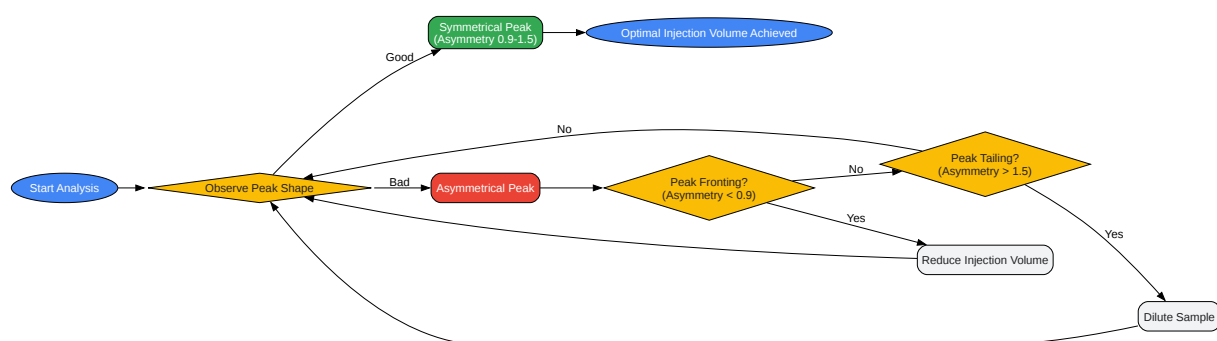 Symmetrical Peak
(Asymmetry 0.9-1.5)
Optimal Injection Volume Achieved
Good
No
Start Analysis
Observe Peak Shape
Bad
Asymmetrical Peak
Peak Fronting?
(Asymmetry < 0.9)
No
Peak Tailing?
(Asymmetry > 1.5)
Yes
Reduce Injection Volume
Yes
Dilute Sample